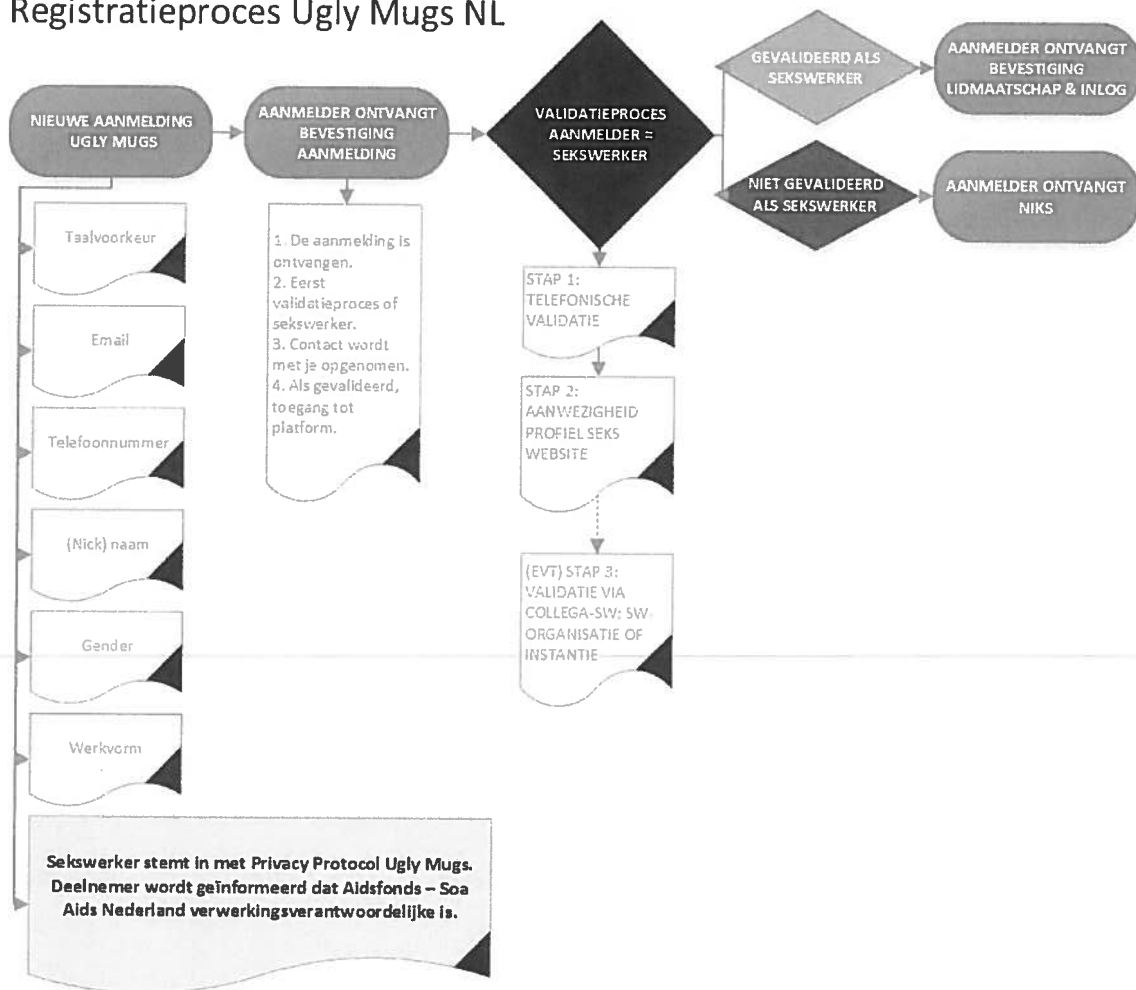 Registratieproces Ugly Mugs NL
NIEUWE AANMELDING
UGLY MUGS
AANMELDER ONTVANGT
BEVESTIGING
AANMELDING
VALIDATIEPROCES
AANMELDER =
SEKSWERKER
GEVALIDEERD ALS
SEKSWERKER
AANMELDER ONTVANGT
BEVESTIGING
LIDMAATSCHAP & INLOG
NIET GEVALIDEERD
ALS SEKSWERKER
AANMELDER ONTVANGT
NIKS
Taalvoorkeur
Email
Telefoonnummer
(Nick) naam
Gender
Werkvorm
Sekswerker stemt in met Privacy Protocol Ugly Mugs.
Deelnemer wordt geïnformeerd dat Aidsfonds – Soa
Aids Nederland verwerkingsverantwoordelijke is.
1. De aanmelding is
ontvangen.
2. Eerst
validatieproces of
sekswerker.
3. Contact wordt
met je opgenomen.
4. Als gevalideerd,
toegang tot
platform.
STAP 1:
TELEFONISCHE
VALIDATIE
STAP 2:
AANWEZIGHEID
PROFIEL SEKS
WEBSITE
(EVT) STAP 3:
VALIDATIE VIA
COLLEGA-SW; SW-
ORGANISATIE OF
INSTANTIE